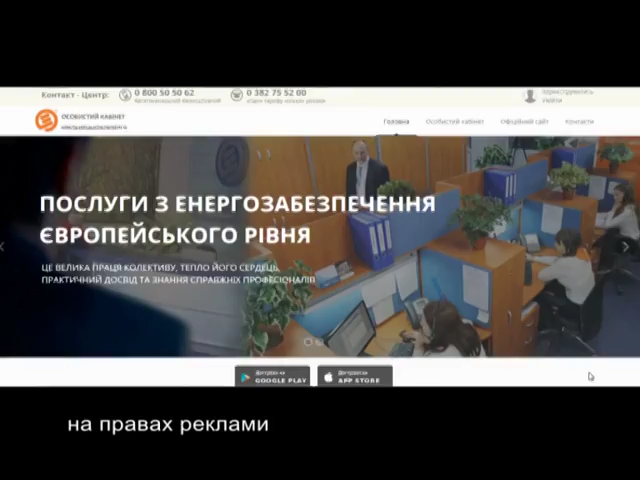 Контакт - Центр:
0 800 50 50 62
0 382 75 52 00
ОСОБИСТИЙ КАБІНЕТ
Головна
Особистий кабінет
Офіційний сайт
Контакти
ПОСЛУГИ З ЕНЕРГОЗАБЕЗПЕЧЕННЯ
ЄВРОПЕЙСЬКОГО РІВНЯ
ЦЕ ВЕЛИКА ПРАЦЯ КОЛЕКТИВУ, ТЕПЛО ЙОГО СЕРДЕЦЬ,
ПРАКТИЧНИЙ ДОСВІД ТА ЗНАННЯ СПРАВЖНІХ ПРОФЕСІОНАЛІВ
GOOGLE PLAY
APP STORE
на правах реклами